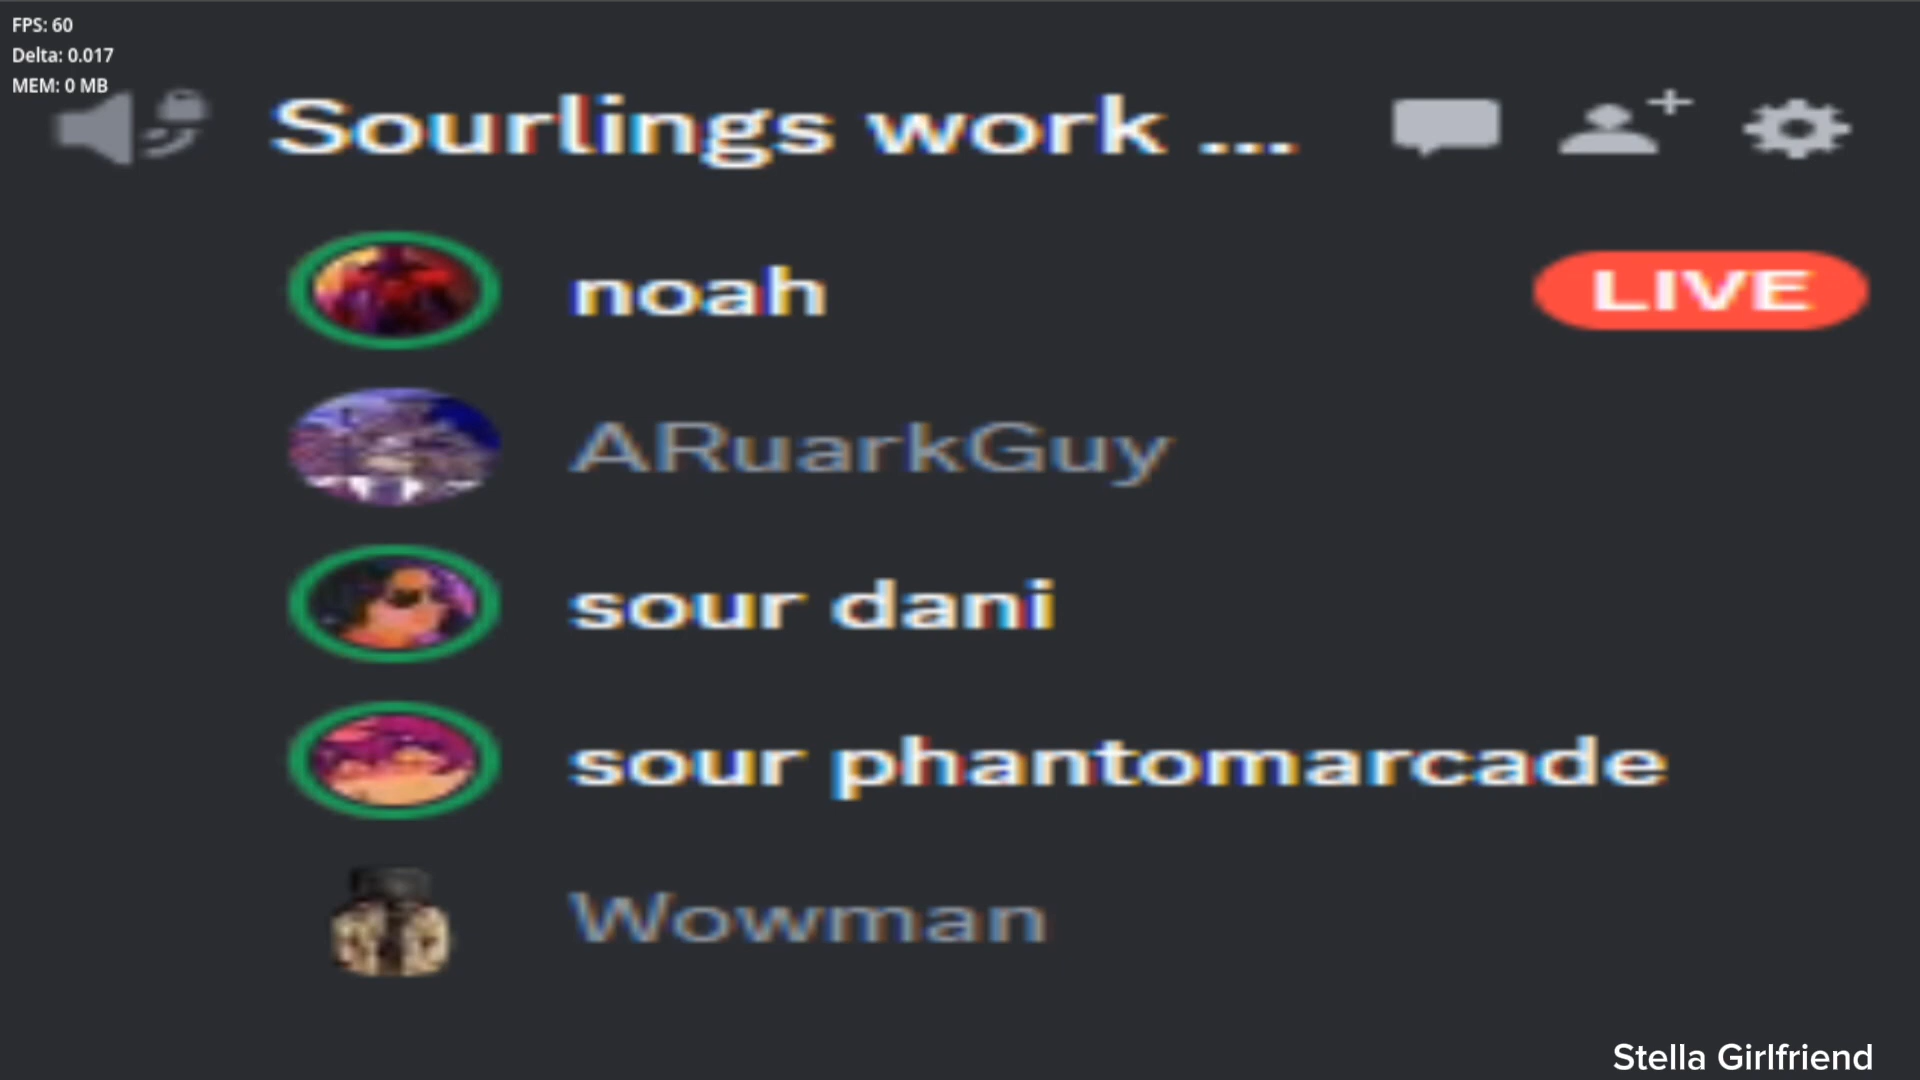 FPS: 60
Delta: 0.017
MEM: 0 MB
Sourlings work ...
noah
LIVE
ARuarkGuy
sour dani
sour phantomarcade
Wowman
Stella Girlfriend